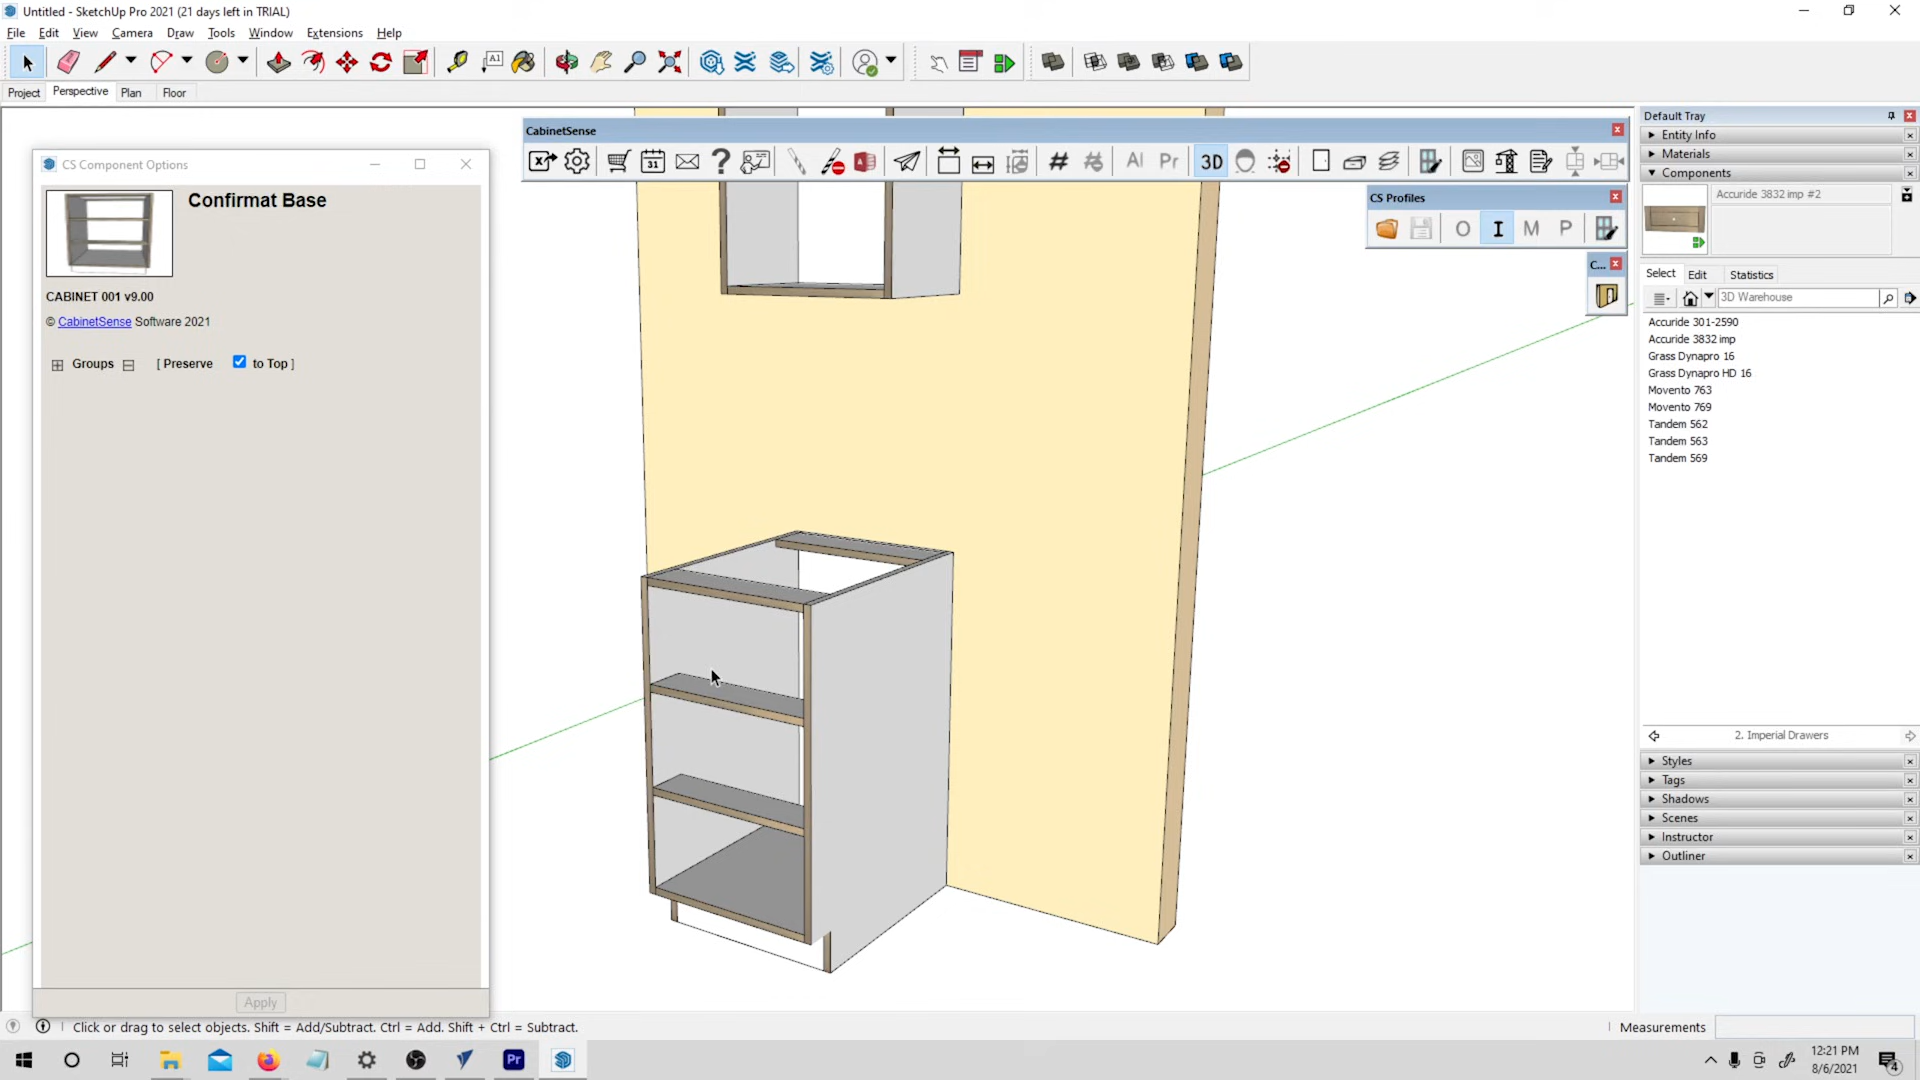 Untitled - SketchUp Pro 2021 (21 days left in TRIAL)
File Edit View Camera Draw Tools Window Extensions Help
Project Perspective Plan Floor
CS Component Options
Confirmat Base
CABINET 001 v9.00
© CabinetSense Software 2021
Groups [ Preserve to Top ]
Apply
CabinetSense
31 ? # AI Pr 3D
CS Profiles
O I M P
C...
Default Tray
Entity Info
Materials
Components
Accuride 3832 imp #2
Select Edit Statistics
3D Warehouse
Accuride 301-2590
Accuride 3832 imp
Grass Dynapro 16
Grass Dynapro HD 16
Movento 763
Movento 769
Tandem 562
Tandem 563
Tandem 569
2. Imperial Drawers
Styles
Tags
Shadows
Scenes
Instructor
Outliner
Click or drag to select objects. Shift = Add/Subtract. Ctrl = Add. Shift + Ctrl = Subtract.
Measurements
Pr
12:21 PM
8/6/2021
4